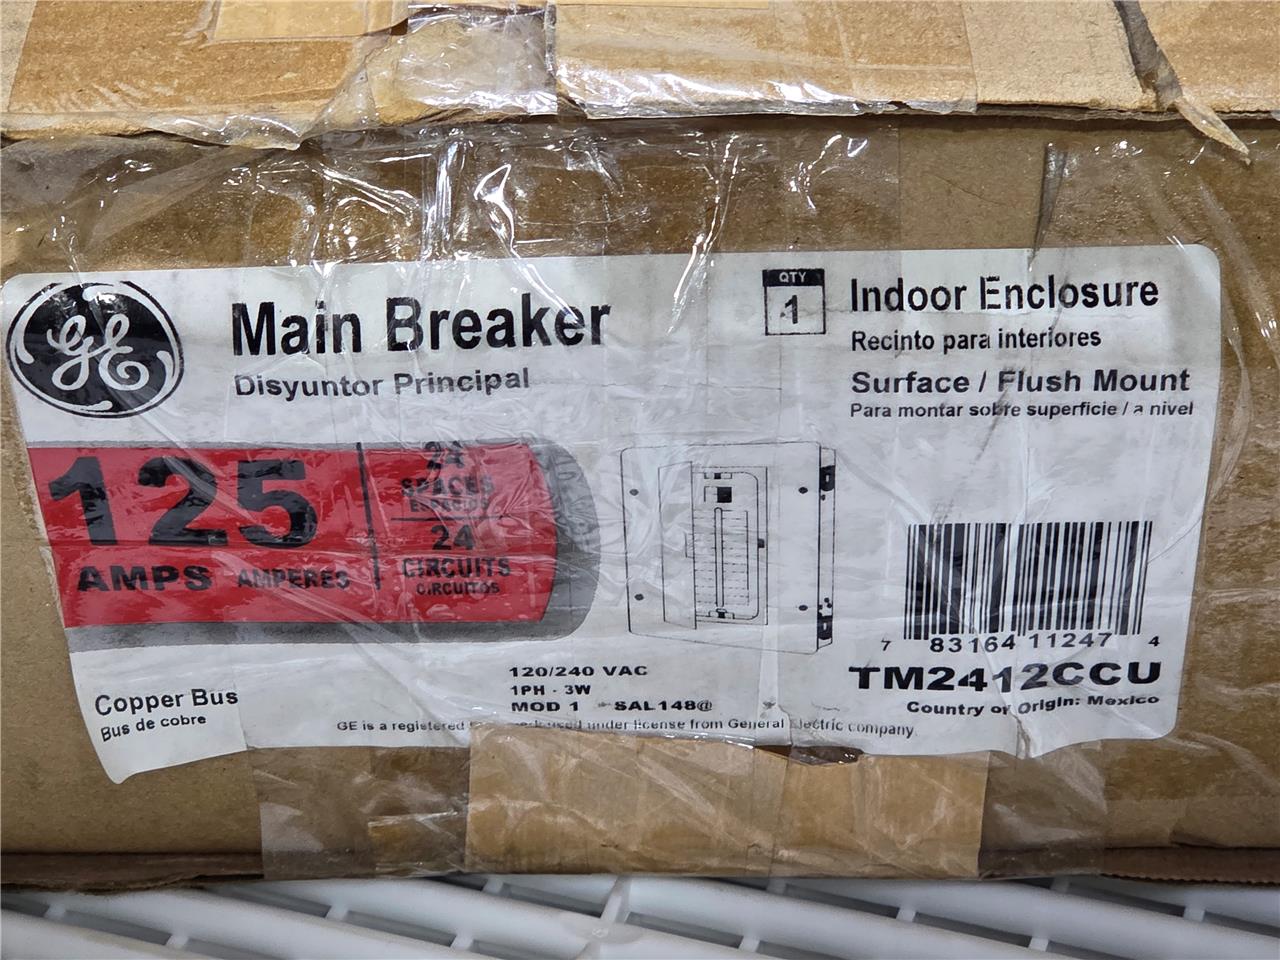 GE
Main Breaker
Disyuntor Principal
QTY
1
Indoor Enclosure
Recinto para interiores
Surface / Flush Mount
Para montar sobre superficie / a nivel
125
AMPS AMPERES
24
SPACES
ESPACIOS
24
CIRCUITS
CIRCUITOS
7 83164 11247 4
TM2412CCU
Country of Origin: Mexico
Copper Bus
Bus de cobre
120/240 VAC
1PH - 3W
MOD 1 SAL148@
GE is a registered used under license from General Electric company